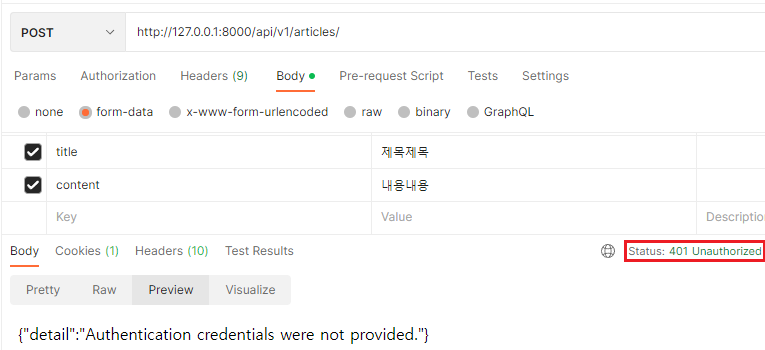 POST http://127.0.0.1:8000/api/v1/articles/
Params Authorization Headers (9) Body Pre-request Script Tests Settings
none form-data x-www-form-urlencoded raw binary GraphQL
title 제목제목
content 내용내용
Key Value Description
Body Cookies (1) Headers (10) Test Results Status: 401 Unauthorized
Pretty Raw Preview Visualize
{"detail":"Authentication credentials were not provided."}